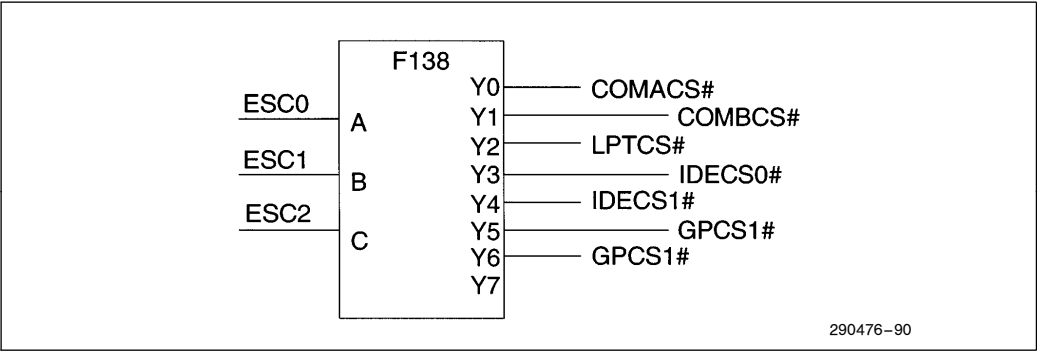 F138
ESC0
A
ESC1
B
ESC2
C
Y0 COMACS#
Y1 COMBCS#
Y2 LPTCS#
Y3 IDECS0#
Y4 IDECS1#
Y5 GPCS1#
Y6 GPCS1#
Y7
290476–90